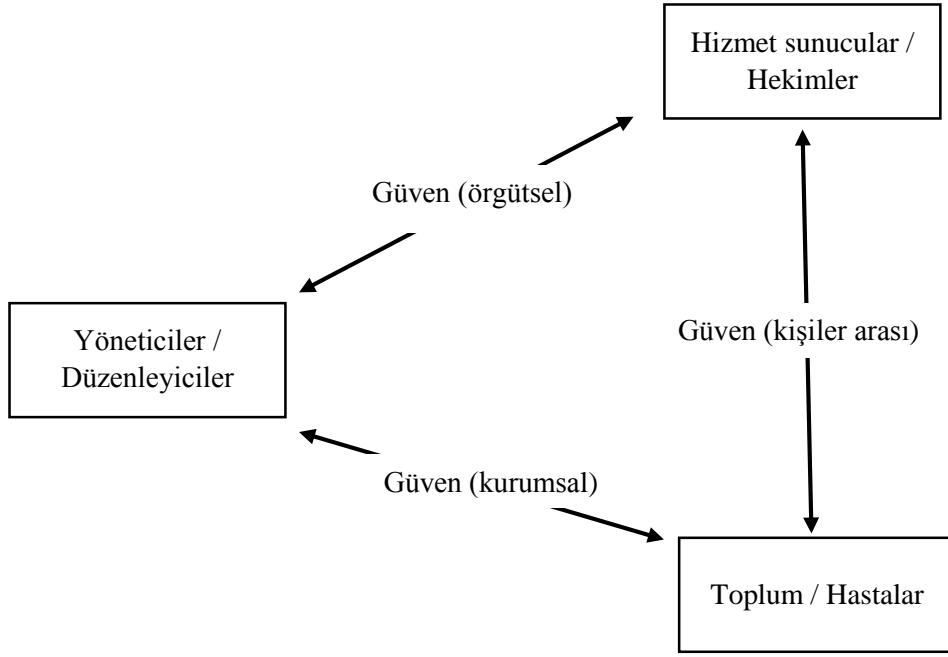 Hizmet sunucular /
Hekimler
Güven (örgütsel)
Yöneticiler /
Düzenleyiciler
Güven (kişiler arası)
Güven (kurumsal)
Toplum / Hastalar